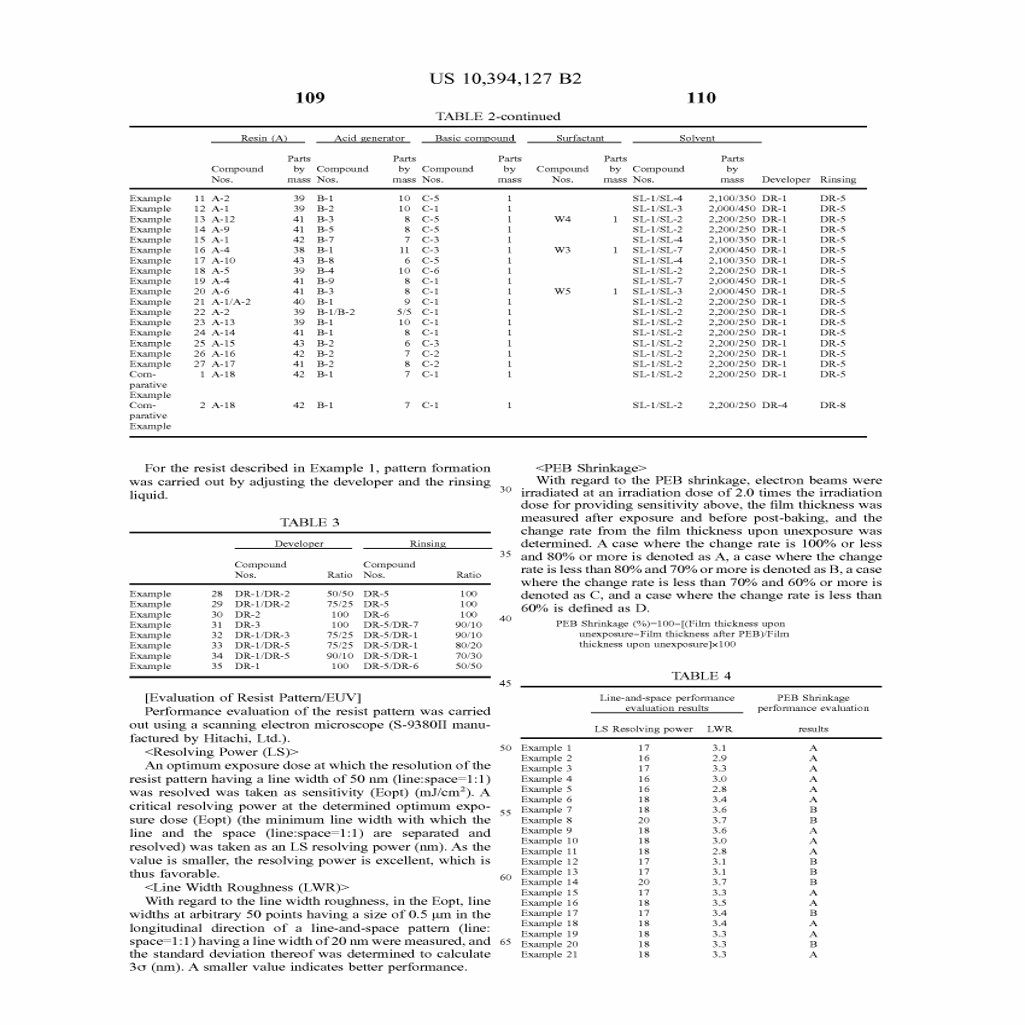 US 10,394,127 B2
109 110
TABLE 2-continued
Resin (A) Acid generator Basic compound Surfactant Solvent
Parts Parts Parts Parts Parts
Compound by Compound by Compound by Compound by Compound by
Nos. mass Nos. mass Nos. mass Nos. mass Nos. mass Developer Rinsing
Example 11 A-2 39 B-1 10 C-5 1 SL-1/SL-4 2,100/350 DR-1 DR-5
Example 12 A-1 39 B-2 10 C-1 1 SL-1/SL-3 2,000/450 DR-1 DR-5
Example 13 A-12 41 B-3 8 C-5 1 W4 1 SL-1/SL-2 2,200/250 DR-1 DR-5
Example 14 A-9 41 B-5 8 C-5 1 SL-1/SL-2 2,200/250 DR-1 DR-5
Example 15 A-1 42 B-7 7 C-3 1 SL-1/SL-4 2,100/350 DR-1 DR-5
Example 16 A-4 38 B-1 11 C-3 1 W3 1 SL-1/SL-7 2,000/450 DR-1 DR-5
Example 17 A-10 43 B-8 6 C-5 1 SL-1/SL-4 2,100/350 DR-1 DR-5
Example 18 A-5 39 B-4 10 C-6 1 SL-1/SL-2 2,200/250 DR-1 DR-5
Example 19 A-4 41 B-9 8 C-1 1 SL-1/SL-7 2,000/450 DR-1 DR-5
Example 20 A-6 41 B-3 8 C-1 1 W5 1 SL-1/SL-3 2,000/450 DR-1 DR-5
Example 21 A-1/A-2 40 B-1 9 C-1 1 SL-1/SL-2 2,200/250 DR-1 DR-5
Example 22 A-2 39 B-1/B-2 5/5 C-1 1 SL-1/SL-2 2,200/250 DR-1 DR-5
Example 23 A-13 39 B-1 10 C-1 1 SL-1/SL-2 2,200/250 DR-1 DR-5
Example 24 A-14 41 B-1 8 C-1 1 SL-1/SL-2 2,200/250 DR-1 DR-5
Example 25 A-15 43 B-2 6 C-3 1 SL-1/SL-2 2,200/250 DR-1 DR-5
Example 26 A-16 42 B-2 7 C-2 1 SL-1/SL-2 2,200/250 DR-1 DR-5
Example 27 A-17 41 B-2 8 C-2 1 SL-1/SL-2 2,200/250 DR-1 DR-5
Com- 1 A-18 42 B-1 7 C-1 1 SL-1/SL-2 2,200/250 DR-1 DR-5
parative
Example
Com- 2 A-18 42 B-1 7 C-1 1 SL-1/SL-2 2,200/250 DR-4 DR-8
parative
Example
For the resist described in Example 1, pattern formation
was carried out by adjusting the developer and the rinsing
liquid.
TABLE 3
Developer Rinsing
Compound Compound
Nos. Ratio Nos. Ratio
Example 28 DR-1/DR-2 50/50 DR-5 100
Example 29 DR-1/DR-2 75/25 DR-5 100
Example 30 DR-2 100 DR-6 100
Example 31 DR-3 100 DR-5/DR-7 90/10
Example 32 DR-1/DR-3 75/25 DR-5/DR-1 90/10
Example 33 DR-1/DR-5 75/25 DR-5/DR-1 80/20
Example 34 DR-1/DR-5 90/10 DR-5/DR-1 70/30
Example 35 DR-1 100 DR-5/DR-6 50/50
[Evaluation of Resist Pattern/EUV]
Performance evaluation of the resist pattern was carried
out using a scanning electron microscope (S-9380II manu-
factured by Hitachi, Ltd.).
<Resolving Power (LS)>
An optimum exposure dose at which the resolution of the
resist pattern having a line width of 50 nm (line:space=1:1)
was resolved was taken as sensitivity (Eopt) (mJ/cm²). A
critical resolving power at the determined optimum expo-
sure dose (Eopt) (the minimum line width with which the
line and the space (line:space=1:1) are separated and
resolved) was taken as an LS resolving power (nm). As the
value is smaller, the resolving power is excellent, which is
thus favorable.
<Line Width Roughness (LWR)>
With regard to the line width roughness, in the Eopt, line
widths at arbitrary 50 points having a size of 0.5 μm in the
longitudinal direction of a line-and-space pattern (line:
space=1:1) having a line width of 20 nm were measured, and
the standard deviation thereof was determined to calculate
3σ (nm). A smaller value indicates better performance.
30
35
40
45
50
55
60
65
<PEB Shrinkage>
With regard to the PEB shrinkage, electron beams were
irradiated at an irradiation dose of 2.0 times the irradiation
dose for providing sensitivity above, the film thickness was
measured after exposure and before post-baking, and the
change rate from the film thickness upon unexposure was
determined. A case where the change rate is 100% or less
and 80% or more is denoted as A, a case where the change
rate is less than 80% and 70% or more is denoted as B, a case
where the change rate is less than 70% and 60% or more is
denoted as C, and a case where the change rate is less than
60% is defined as D.
PEB Shrinkage (%)=100−[(Film thickness upon
unexposure−Film thickness after PEB)/Film
thickness upon unexposure]×100
TABLE 4
Line-and-space performance PEB Shrinkage
evaluation results performance evaluation
LS Resolving power LWR results
Example 1 17 3.1 A
Example 2 16 2.9 A
Example 3 17 3.3 A
Example 4 16 3.0 A
Example 5 16 2.8 A
Example 6 18 3.4 A
Example 7 18 3.6 B
Example 8 20 3.7 B
Example 9 18 3.6 A
Example 10 18 3.0 A
Example 11 18 2.8 A
Example 12 17 3.1 B
Example 13 17 3.1 B
Example 14 20 3.7 B
Example 15 17 3.3 A
Example 16 18 3.5 A
Example 17 17 3.4 B
Example 18 18 3.4 A
Example 19 18 3.3 A
Example 20 18 3.3 B
Example 21 18 3.3 A